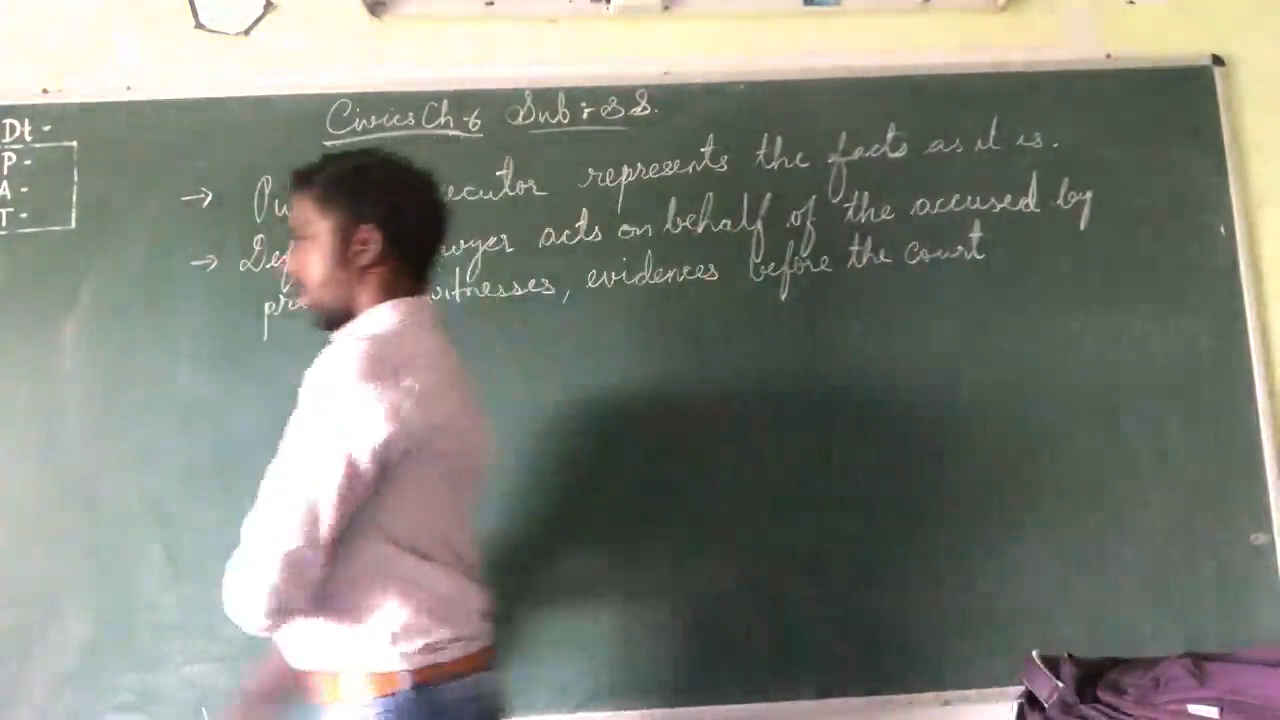 Civics Ch-6 Sub: SS.
Dt -
P -
A -
T -
→ Pu ecutor represents the facts as it is.
→ Def wyer acts on behalf of the accused by
pr witnesses, evidences before the court